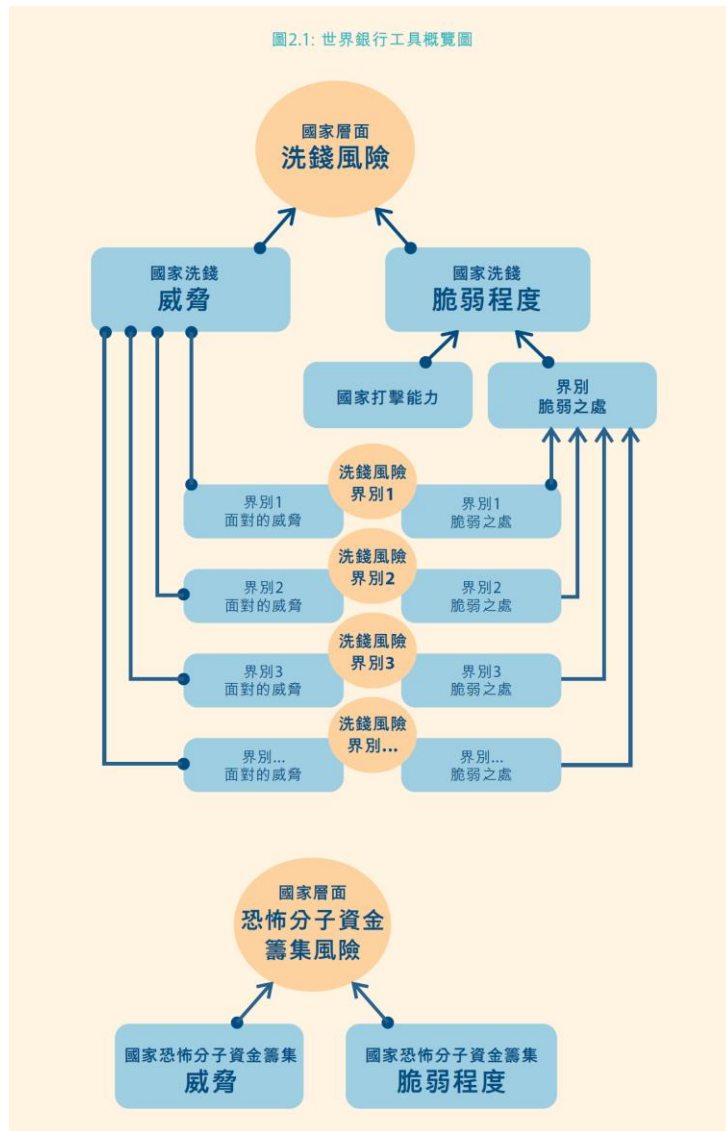 圖2.1: 世界銀行工具概覽圖
國家層面
洗錢風險
國家洗錢
威脅
國家洗錢
脆弱程度
國家打擊能力
界別
脆弱之處
洗錢風險
界別1
界別1
面對的威脅
界別1
脆弱之處
洗錢風險
界別2
界別2
面對的威脅
界別2
脆弱之處
洗錢風險
界別3
界別3
面對的威脅
界別3
脆弱之處
洗錢風險
界別...
界別...
面對的威脅
界別...
脆弱之處
國家層面
恐怖分子資金
籌集風險
國家恐怖分子資金籌集
威脅
國家恐怖分子資金籌集
脆弱程度